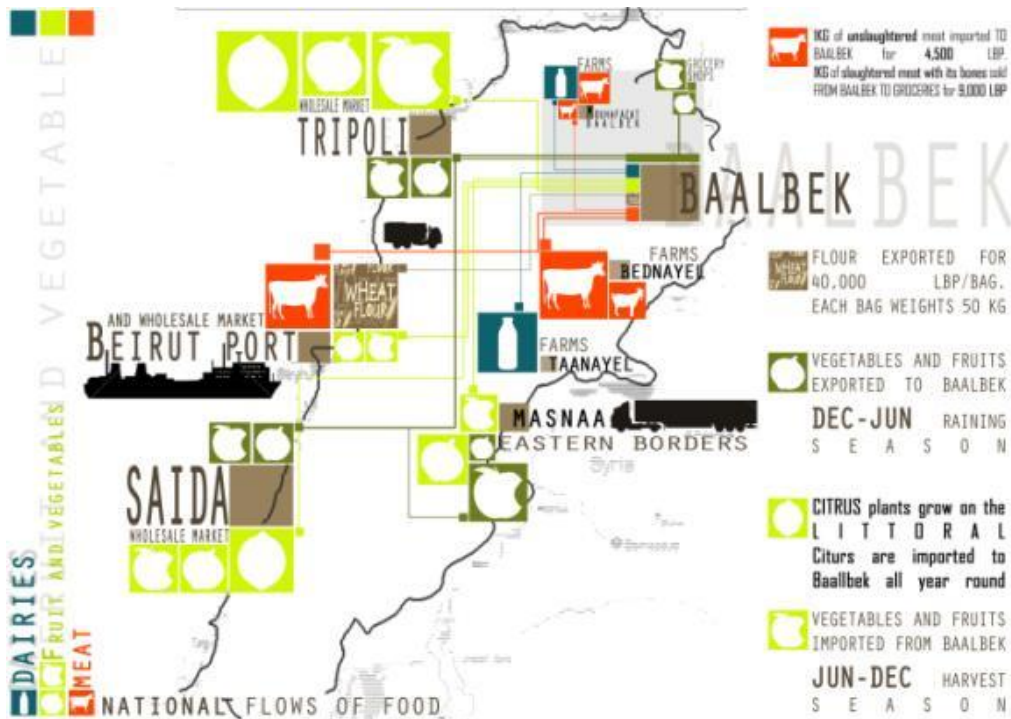 FRUIT AND VEGETABLES
DAIRIES
MEAT
VEGETABLE
WHOLESALE MARKET
TRIPOLI
FARMS
BAALBEK
GROCERY
SHOPS
1KG of unslaughtered meat imported TO
BAALBEK for 4,500 LBP.
1KG of slaughtered meat with its bones sold
FROM BAALBEK TO GROCERIES for 9,000 LBP
BAALBEK
BAALBEK
FARMS
BEDNAYEL
WHEAT
FLOUR
AND WHOLESALE MARKET
BEIRUT PORT
FARMS
TAANAYEL
MASNAA
EASTERN BORDERS
Syria
SAIDA
WHOLESALE MARKET
FLOUR EXPORTED FOR
40.000 LBP/BAG.
EACH BAG WEIGHTS 50 KG
VEGETABLES AND FRUITS
EXPORTED TO BAALBEK
DEC-JUN RAINING
SEASON
CITRUS plants grow on the
LITTORAL
Citurs are imported to
Baallbek all year round
VEGETABLES AND FRUITS
IMPORTED FROM BAALBEK
JUN-DEC HARVEST
SEASON
NATIONAL FLOWS OF FOOD